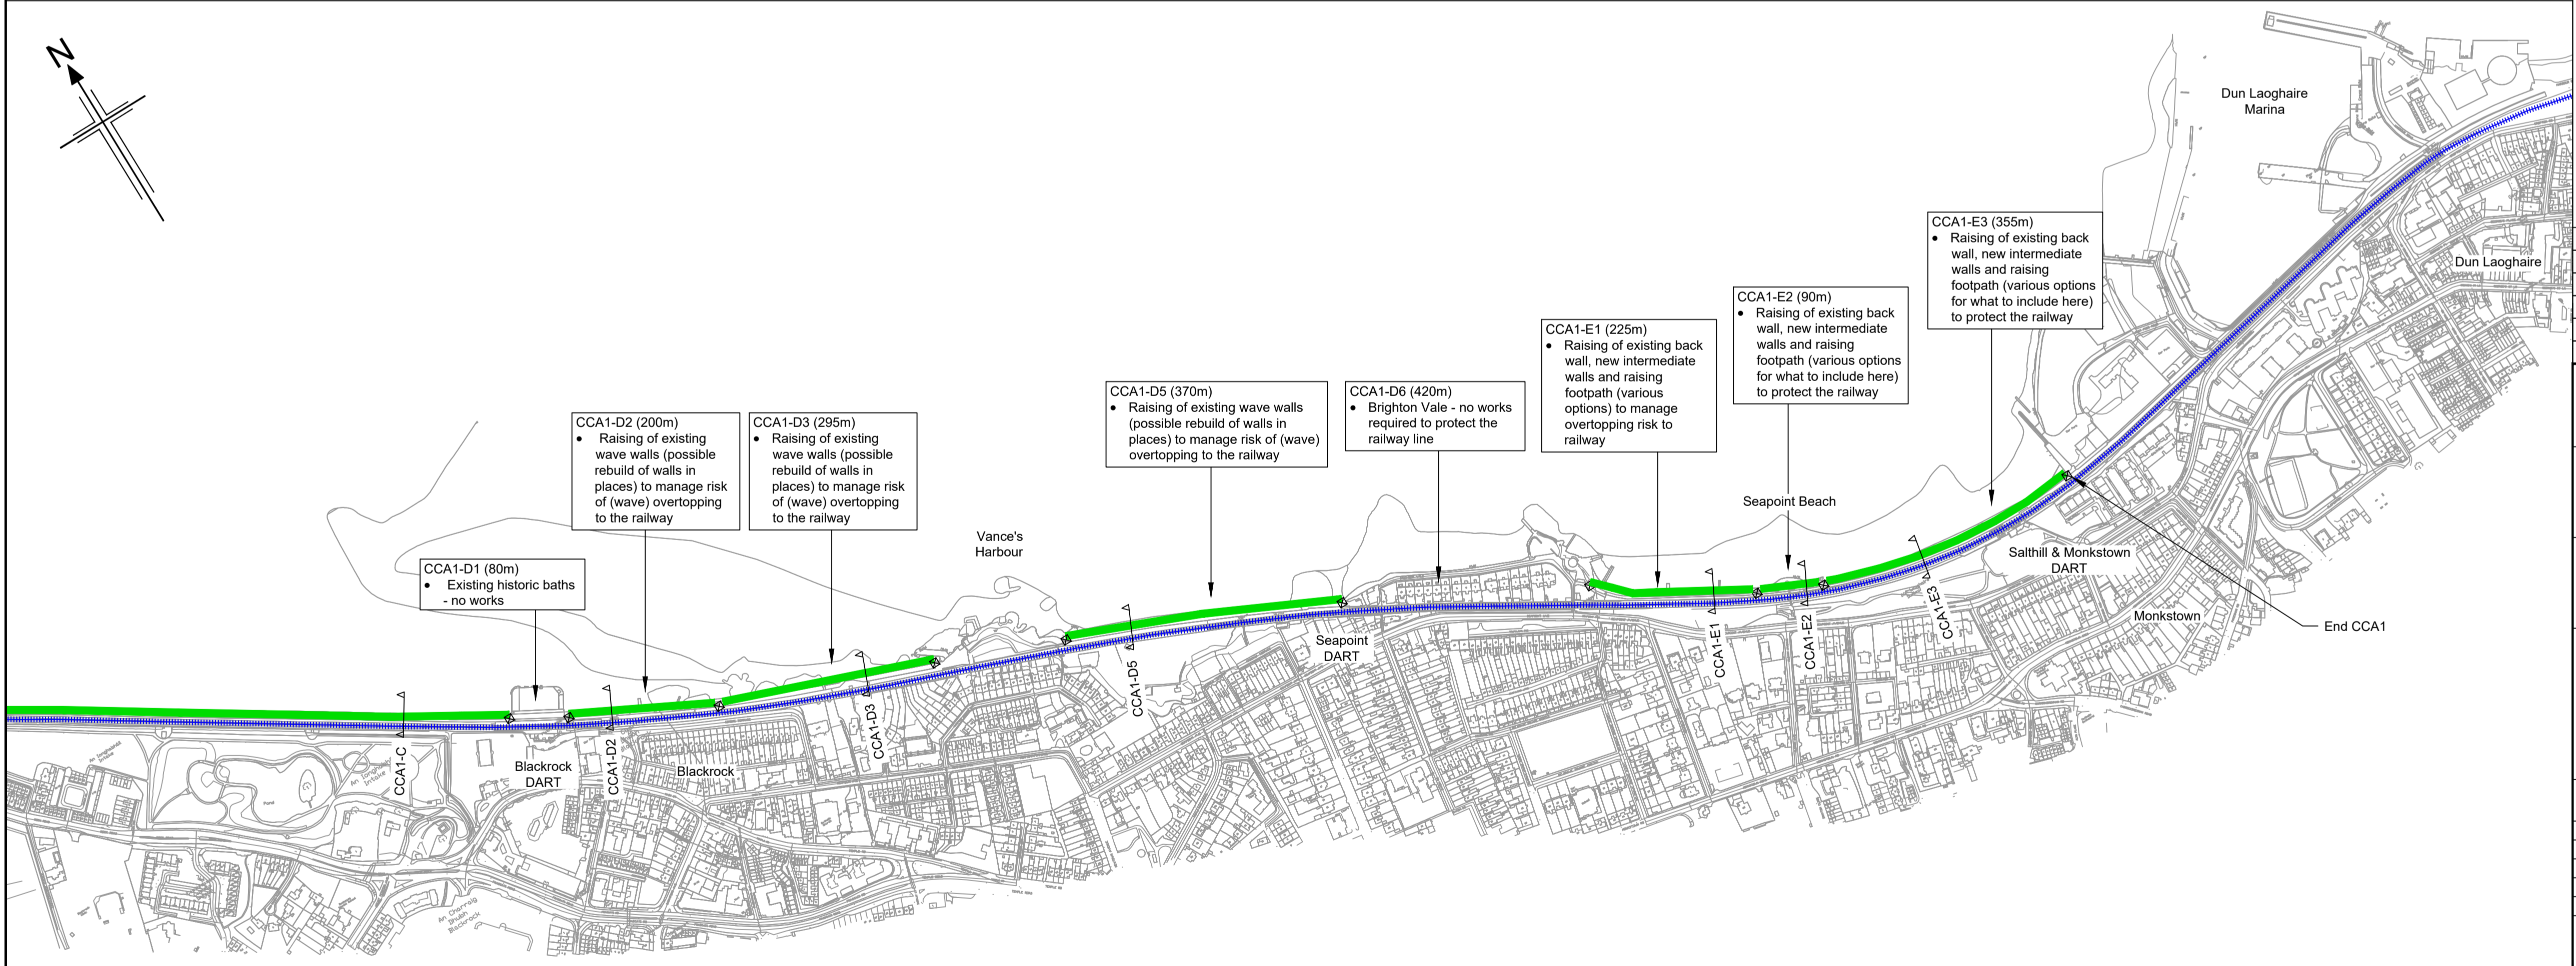 N
Dun Laoghaire
Marina
CCA1-E3 (355m)
• Raising of existing back
wall, new intermediate
walls and raising
footpath (various options
for what to include here)
to protect the railway
Dun Laoghaire
CCA1-E2 (90m)
• Raising of existing back
wall, new intermediate
walls and raising
footpath (various options
for what to include here)
to protect the railway
CCA1-E1 (225m)
• Raising of existing back
wall, new intermediate
walls and raising
footpath (various
options) to manage
overtopping risk to
railway
CCA1-D5 (370m)
• Raising of existing wave walls
(possible rebuild of walls in
places) to manage risk of (wave)
overtopping to the railway
CCA1-D6 (420m)
• Brighton Vale - no works
required to protect the
railway line
CCA1-D2 (200m)
• Raising of existing
wave walls (possible
rebuild of walls in
places) to manage risk
of (wave) overtopping
to the railway
CCA1-D3 (295m)
• Raising of existing
wave walls (possible
rebuild of walls in
places) to manage risk
of (wave) overtopping
to the railway
Seapoint Beach
Vance's
Harbour
CCA1-D1 (80m)
• Existing historic baths
- no works
Salthill & Monkstown
DART
Monkstown
End CCA1
Seapoint
DART
CCA1-E3
CCA1-E2
CCA1-E1
CCA1-D5
CCA1-D3
CCA1-D2
CCA1-C
Blackrock
DART
Blackrock
Pond
An Charraig
Dhubh
Blackrock